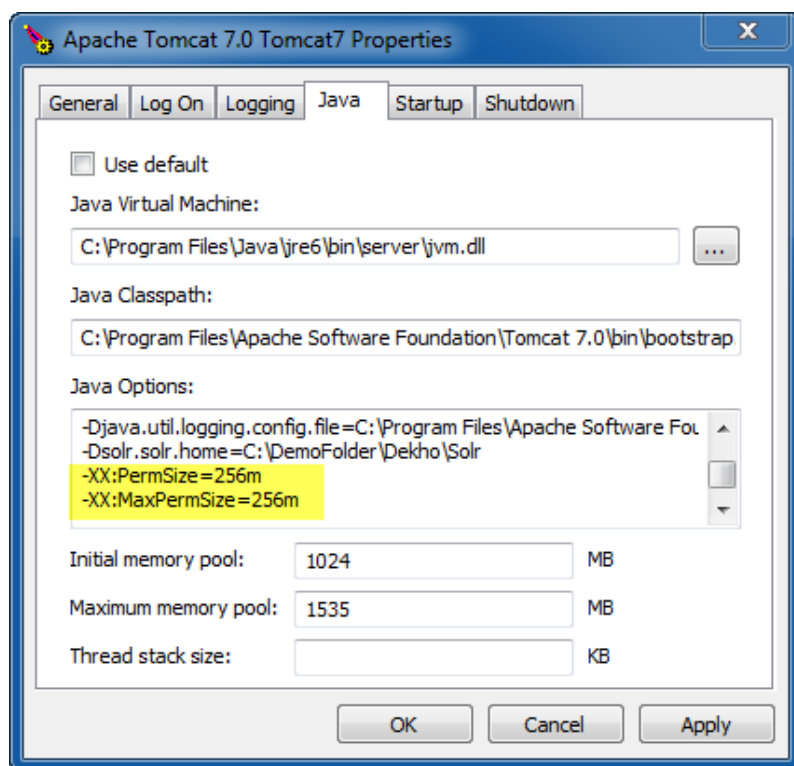 Apache Tomcat 7.0 Tomcat7 Properties
x
General Log On Logging Java Startup Shutdown
Use default
Java Virtual Machine:
C:\Program Files\Java\jre6\bin\server\jvm.dll ...
Java Classpath:
C:\Program Files\Apache Software Foundation\Tomcat 7.0\bin\bootstrap
Java Options:
-Djava.util.logging.config.file=C:\Program Files\Apache Software Fou
-Dsolr.solr.home=C:\DemoFolder\Dekho\Solr
-XX:PermSize=256m
-XX:MaxPermSize=256m
Initial memory pool: 1024 MB
Maximum memory pool: 1535 MB
Thread stack size: KB
OK Cancel Apply